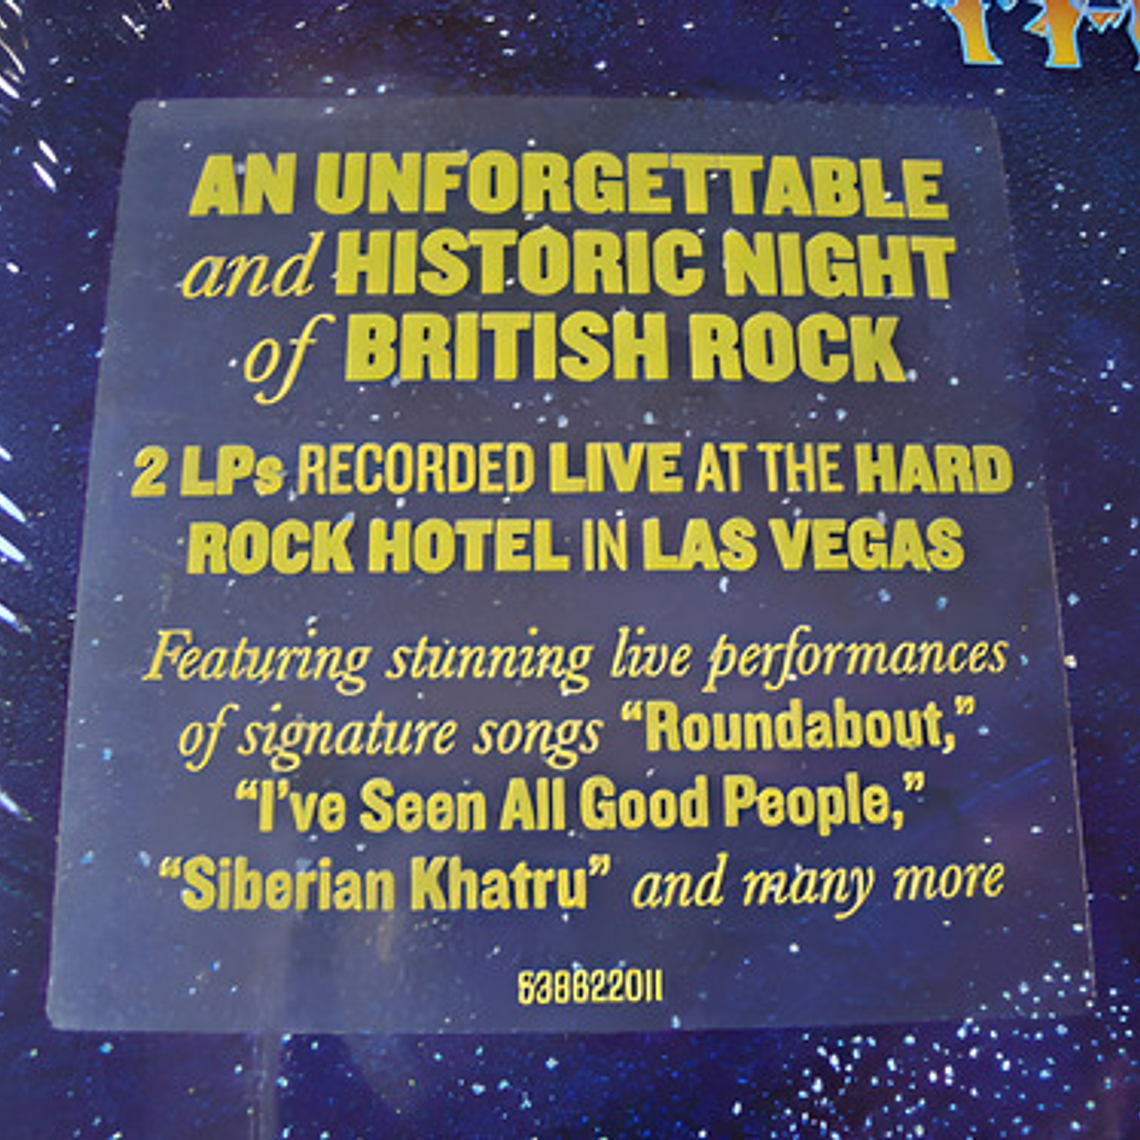 AN UNFORGETTABLE
and HISTORIC NIGHT
of BRITISH ROCK
2 LPs RECORDED LIVE AT THE HARD
ROCK HOTEL IN LAS VEGAS
Featuring stunning live performances
of signature songs “Roundabout,”
“I’ve Seen All Good People,”
“Siberian Khatru” and many more
538622011